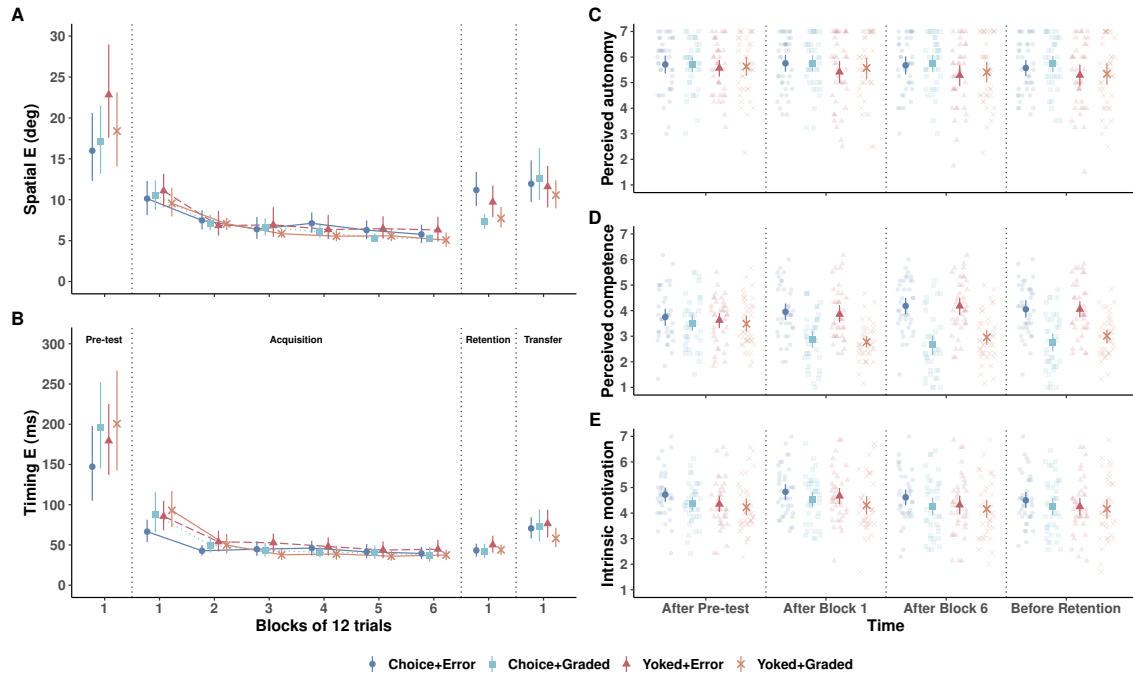 A
Spatial E (deg)
30
25
20
15
10
5
0
B
Pre-test Acquisition Retention Transfer
Timing E (ms)
300
250
200
150
100
50
0
1 1 2 3 4 5 6 1 1
Blocks of 12 trials
C
Perceived autonomy
7
6
5
4
3
2
1
D
Perceived competence
7
6
5
4
3
2
1
E
Intrinsic motivation
7
6
5
4
3
2
1
After Pre-test After Block 1 After Block 6 Before Retention
Time
Choice+Error Choice+Graded Yoked+Error Yoked+Graded